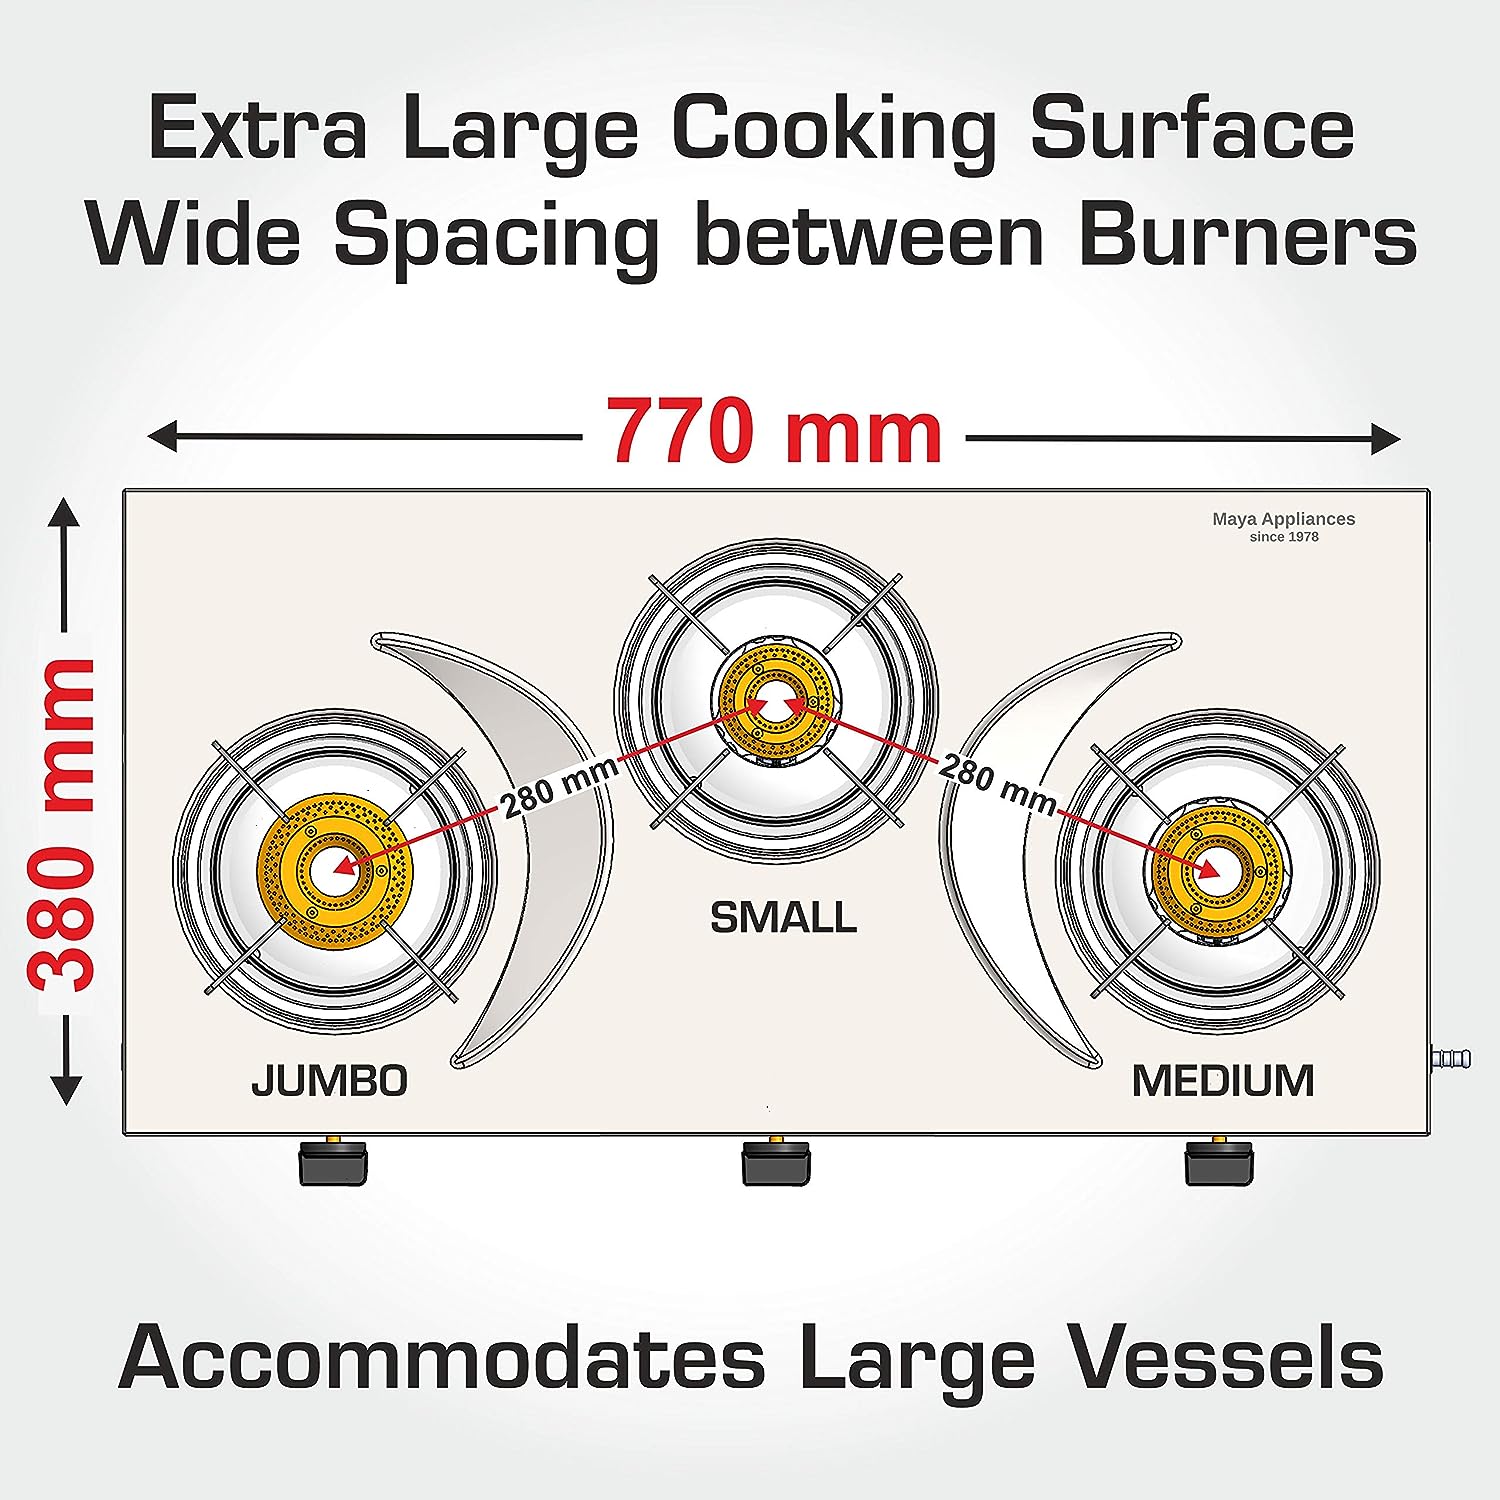 Extra Large Cooking Surface
Wide Spacing between Burners
770 mm
380 mm
Maya Appliances
since 1978
280 mm
280 mm
SMALL
JUMBO
MEDIUM
Accommodates Large Vessels